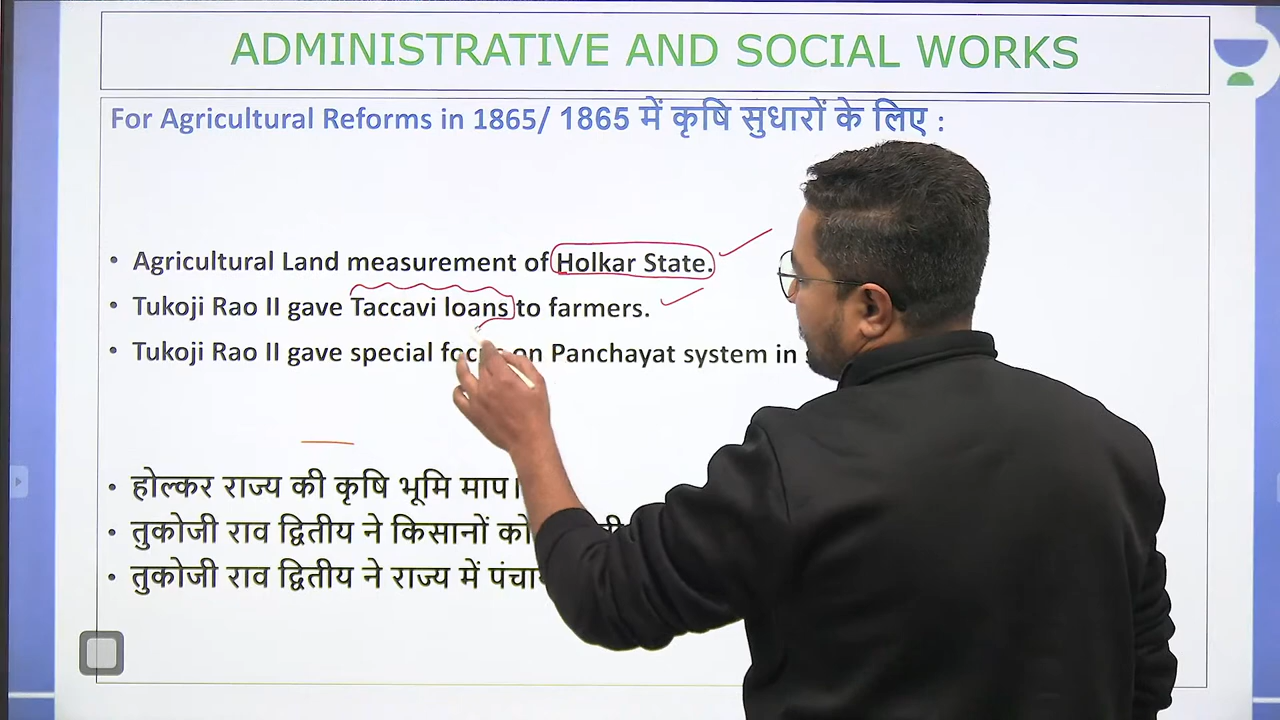 ADMINISTRATIVE AND SOCIAL WORKS
For Agricultural Reforms in 1865/ 1865 में कृषि सुधारों के लिए :
• Agricultural Land measurement of Holkar State.
• Tukoji Rao II gave Taccavi loans to farmers.
• Tukoji Rao II gave special focus on Panchayat system in
• होल्कर राज्य की कृषि भूमि माप।
• तुकोजी राव द्वितीय ने किसानों को
• तुकोजी राव द्वितीय ने राज्य में